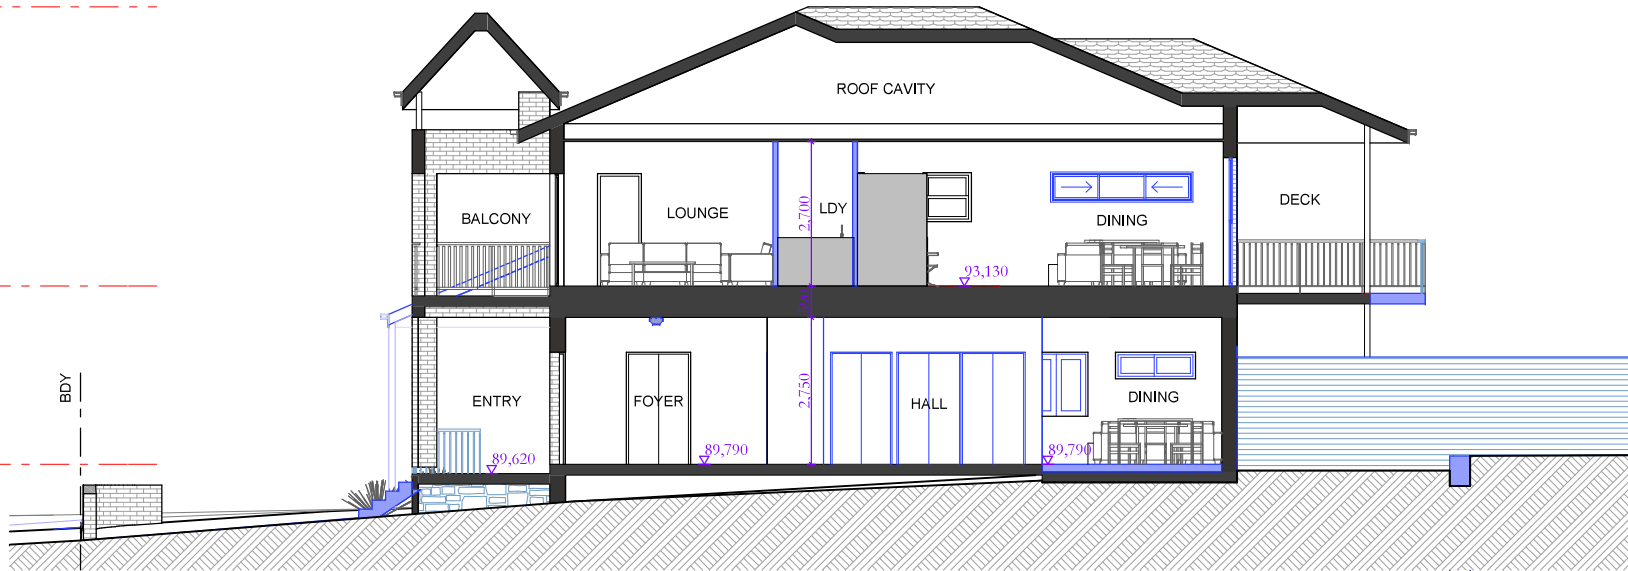 ROOF CAVITY
BALCONY
LOUNGE
2,700
LDY
DINING
DECK
93,130
BDY
ENTRY
FOYER
2,750
HALL
DINING
89,620
89,790
89,790